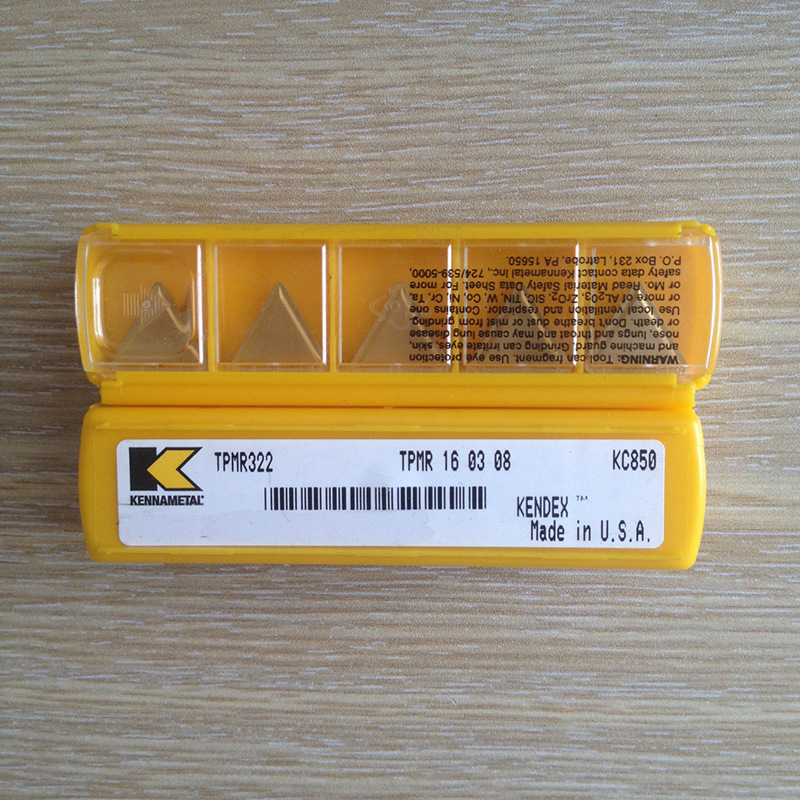 WARNING: Tool can fragment. Use eye protection
and machine guard. Grinding can irritate eyes, skin,
nose, lungs and throat and may cause lung disease
or death. Don't breathe dust or mist from grinding.
Use local ventilation and respirator. Contains one
or more of AL203, ZrO2, SIC, TIN, W, Co, Ni, Cr, Ta,
or Mo. Read Material Safety Data Sheet. For more
safety data contact Kennametal Inc., 724/539-5000,
P.O. Box 231, Latrobe, PA 15650.
TPMR322 TPMR 16 03 08 KC850
KENNAMETAL
KENDEX ™
Made in U.S.A.